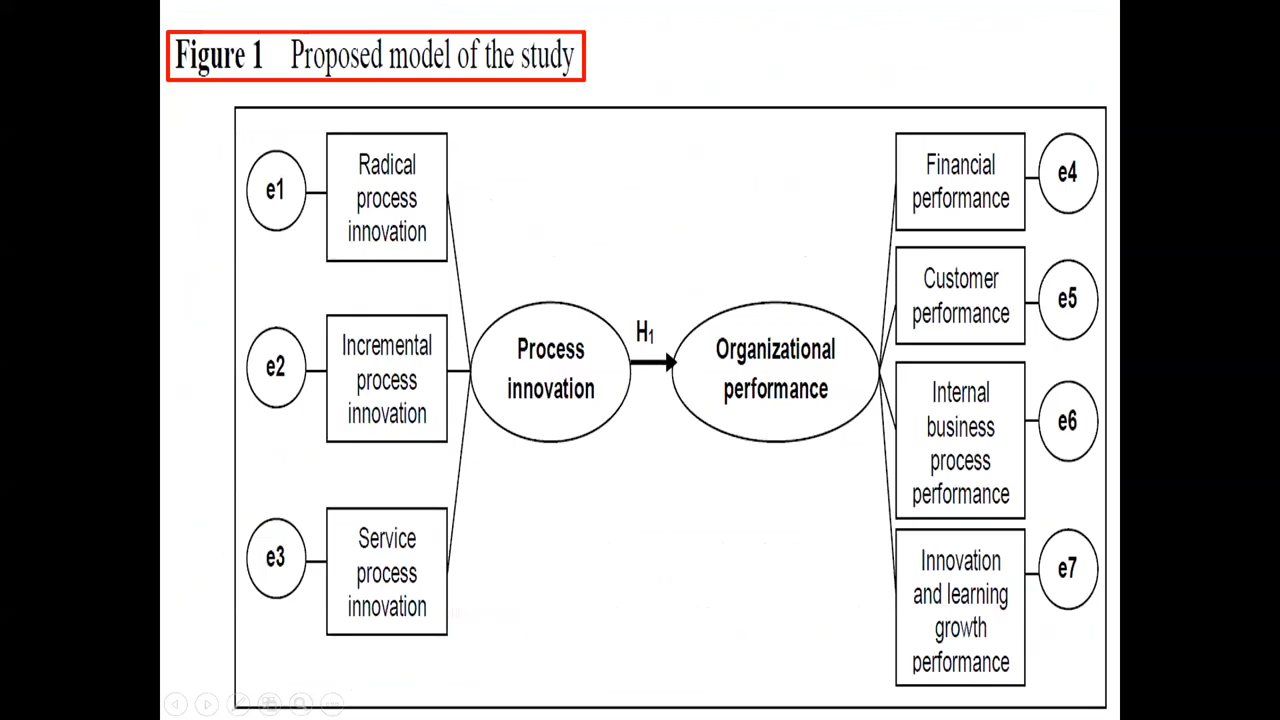 Figure 1 Proposed model of the study
e1
Radical
process
innovation
e2
Incremental
process
innovation
e3
Service
process
innovation
Process
innovation
H1
Organizational
performance
Financial
performance
e4
Customer
performance
e5
Internal
business
process
performance
e6
Innovation
and learning
growth
performance
e7